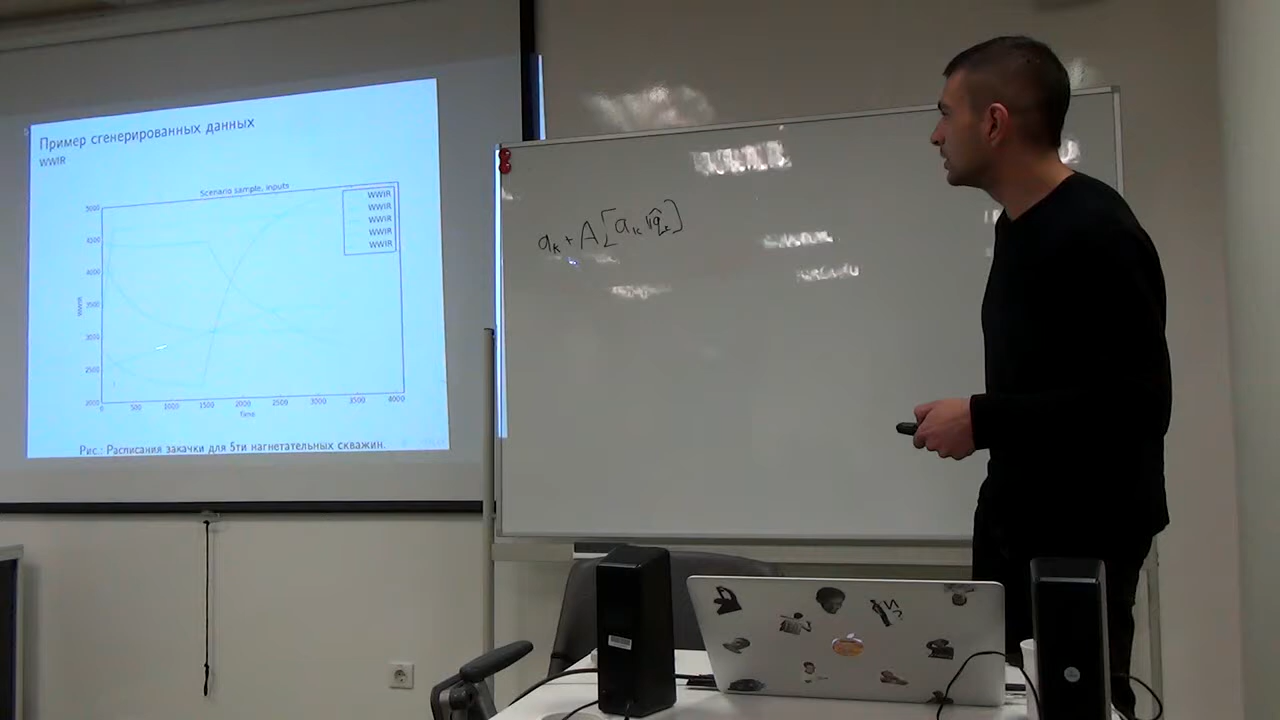 Пример сгенерированных данных
WWIR
Scenario sample, inputs
WWIR
WWIR
WWIR
WWIR
WWIR
5000
4500
4000
3500
3000
2500
2000
WWIR
0 500 1000 1500 2000 2500 3000 3500 4000
Time
Рис.: Расписания закачки для 5ти нагнетательных скважин.